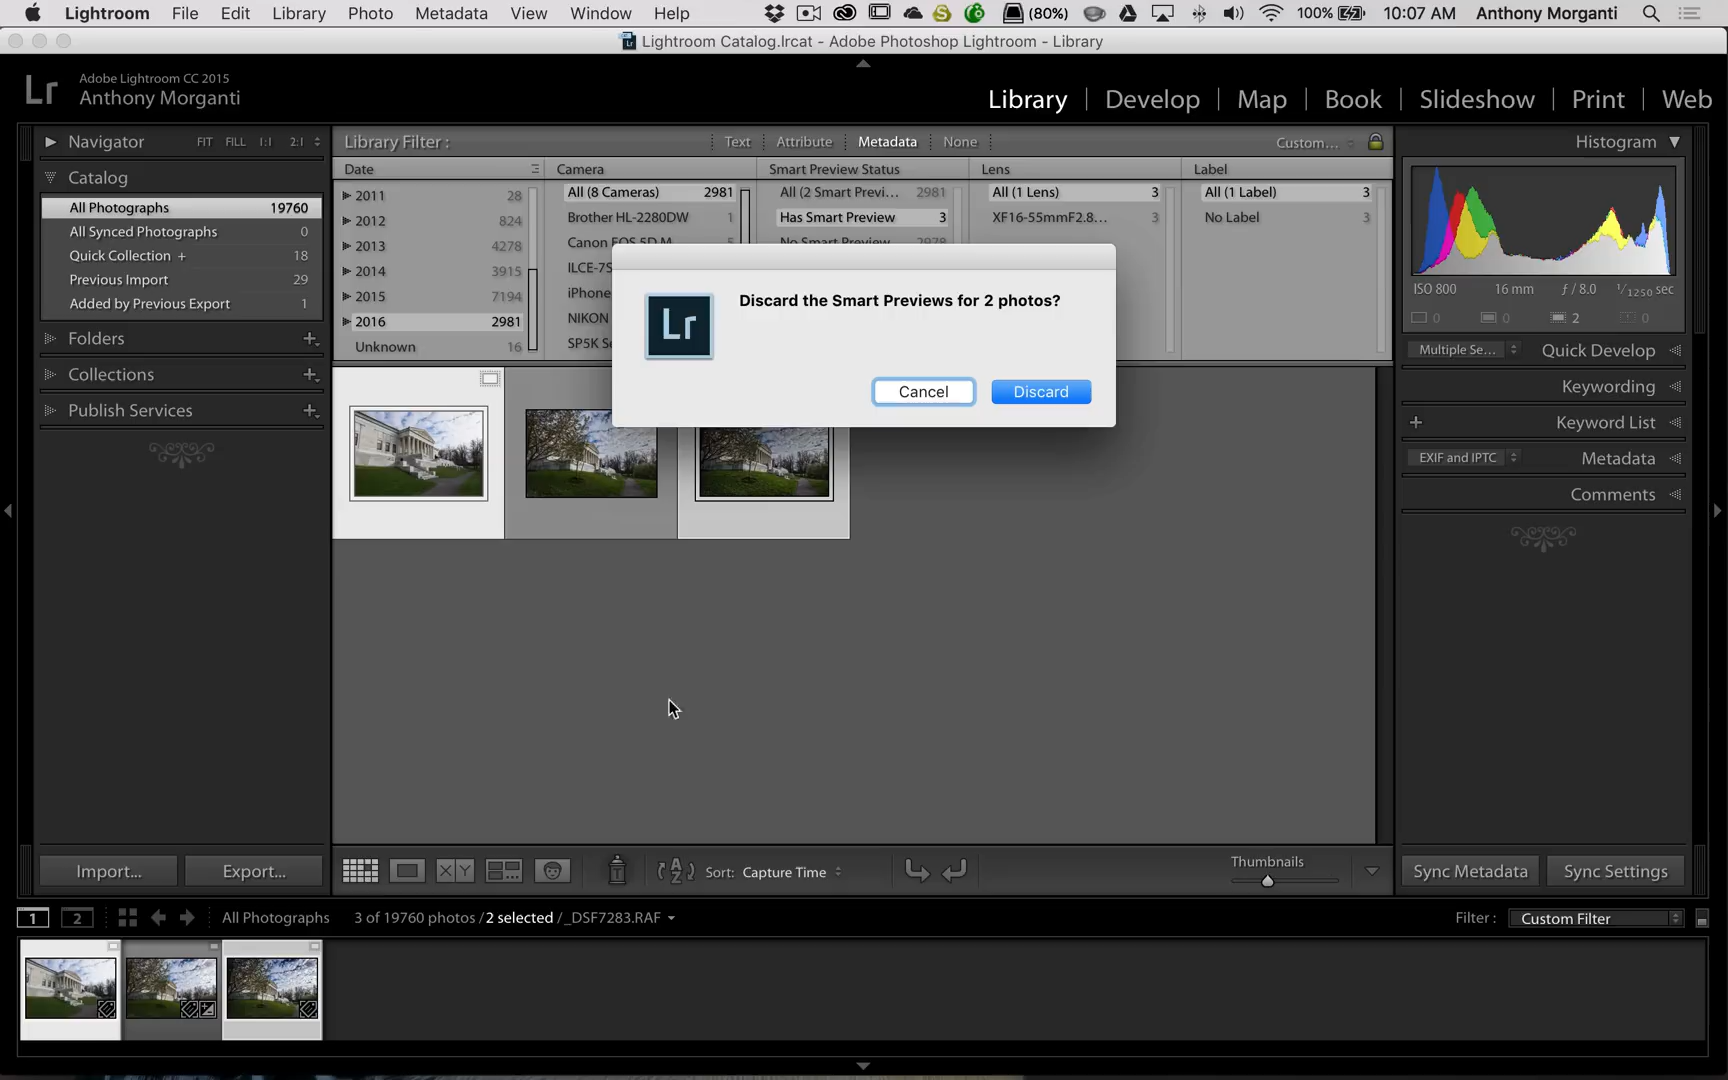 Lightroom File Edit Library Photo Metadata View Window Help (80%) 100% 10:07 AM Anthony Morganti
Lightroom Catalog.lrcat - Adobe Photoshop Lightroom - Library
Lr Adobe Lightroom CC 2015
Anthony Morganti
Library Develop Map Book Slideshow Print Web
Navigator FIT FILL 1:1 2:1
Catalog
All Photographs 19760
All Synced Photographs 0
Quick Collection + 18
Previous Import 29
Added by Previous Export 1
Folders
Collections
Publish Services
Library Filter : Text Attribute Metadata None Custom...
Date Camera Smart Preview Status Lens Label
2011 28 All (8 Cameras) 2981 All (2 Smart Previ... 2981 All (1 Lens) 3 All (1 Label) 3
2012 824 Brother HL-2280DW 1 Has Smart Preview 3 XF16-55mmF2.8... 3 No Label 3
2013 4278 Canon EOS 5D M No Smart Preview 2978
2014 3915 ILCE-7S
2015 7194 iPhone
2016 2981 NIKON
Unknown 16 SP5K Se
Lr
Discard the Smart Previews for 2 photos?
Cancel Discard
Histogram
ISO 800 16 mm ƒ / 8.0 1/1250 sec
0 0 2 0
Multiple Se... Quick Develop
Keywording
+ Keyword List
EXIF and IPTC Metadata
Comments
Import... Export... XY AZ Sort: Capture Time Thumbnails Sync Metadata Sync Settings
1 2 All Photographs 3 of 19760 photos / 2 selected / _DSF7283.RAF Filter : Custom Filter